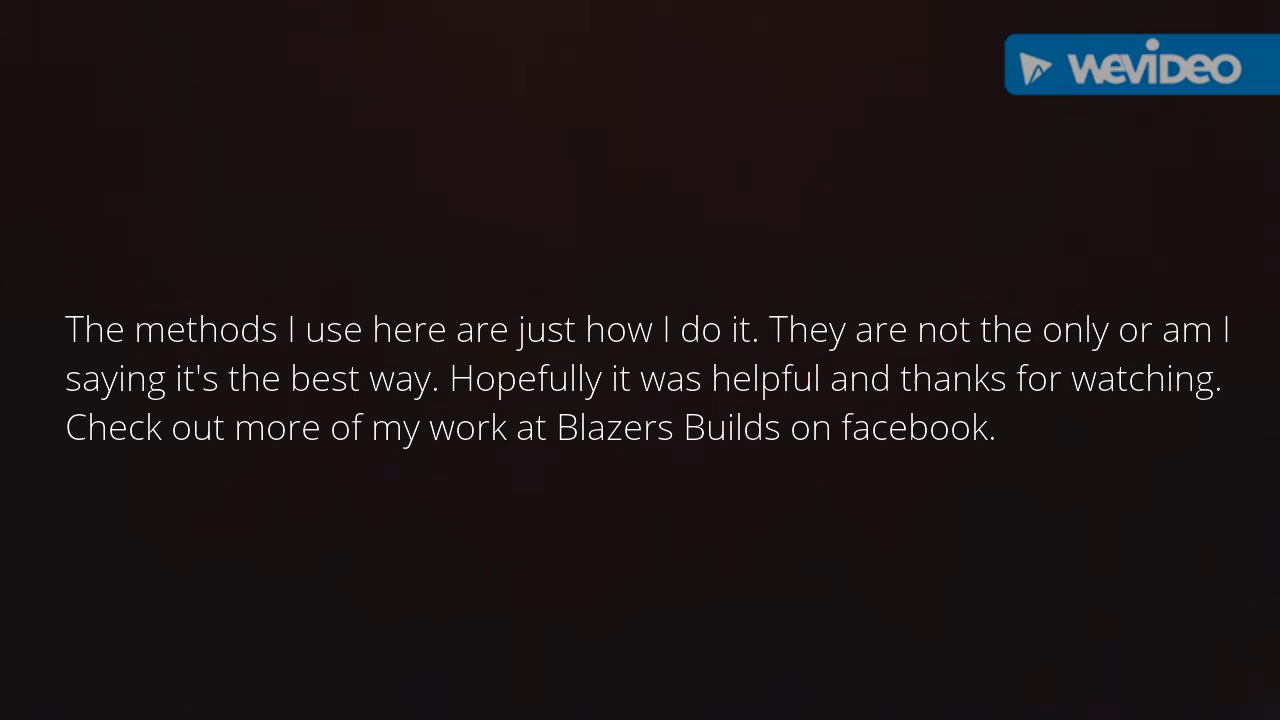 WEVIDEO
The methods I use here are just how I do it. They are not the only or am I
saying it's the best way. Hopefully it was helpful and thanks for watching.
Check out more of my work at Blazers Builds on facebook.